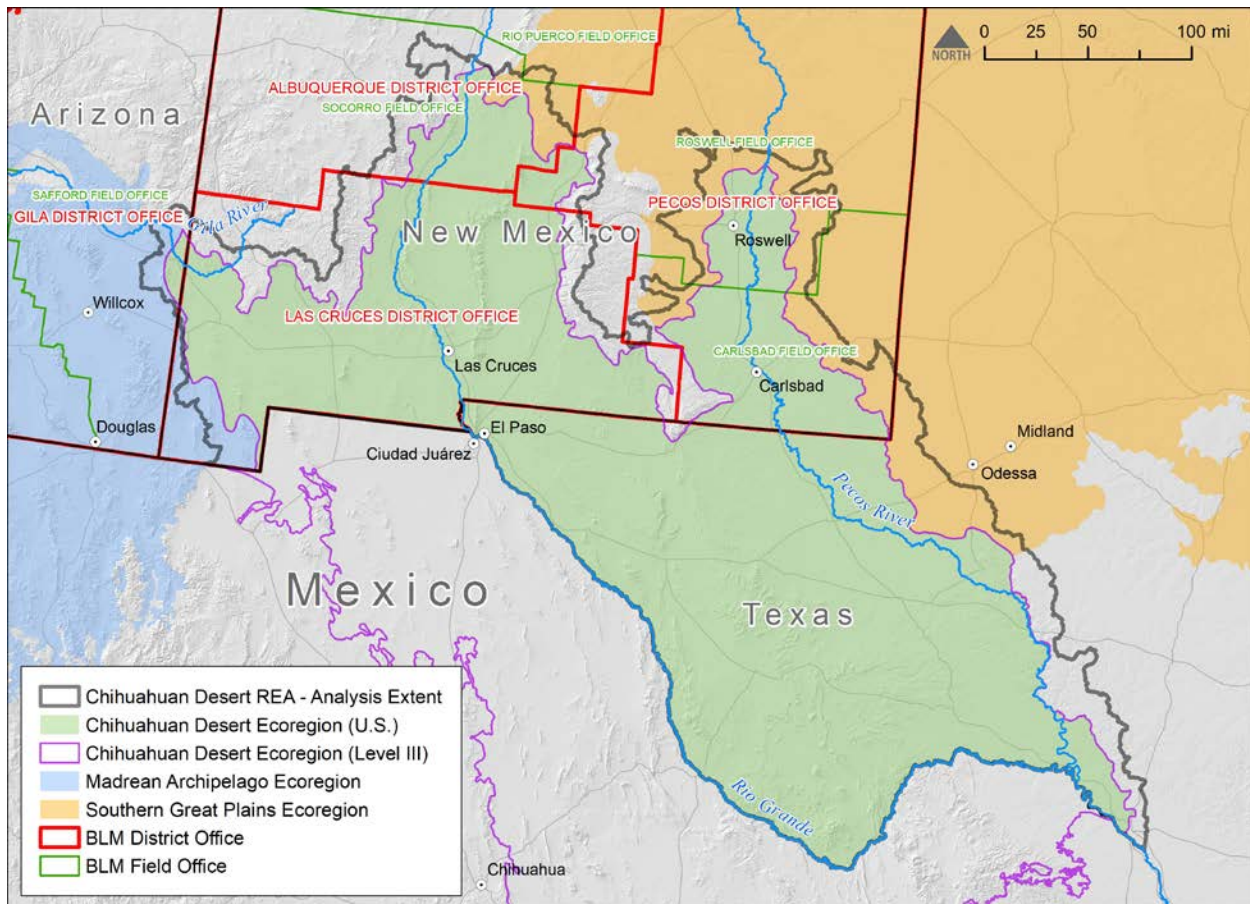 RIO PUERCO FIELD OFFICE
NORTH
0 25 50 100 mi
ALBUQUERQUE DISTRICT OFFICE
SOCORRO FIELD OFFICE
Arizona
ROSWELL FIELD OFFICE
SAFFORD FIELD OFFICE
GILA DISTRICT OFFICE
Gila River
PECOS DISTRICT OFFICE
New Mexico
Roswell
Willcox
LAS CRUCES DISTRICT OFFICE
Las Cruces
CARLSBAD FIELD OFFICE
Carlsbad
Douglas
El Paso
Ciudad Juárez
Midland
Odessa
Pecos River
Mexico
Texas
Rio Grande
Chihuahua
Chihuahuan Desert REA - Analysis Extent
Chihuahuan Desert Ecoregion (U.S.)
Chihuahuan Desert Ecoregion (Level III)
Madrean Archipelago Ecoregion
Southern Great Plains Ecoregion
BLM District Office
BLM Field Office